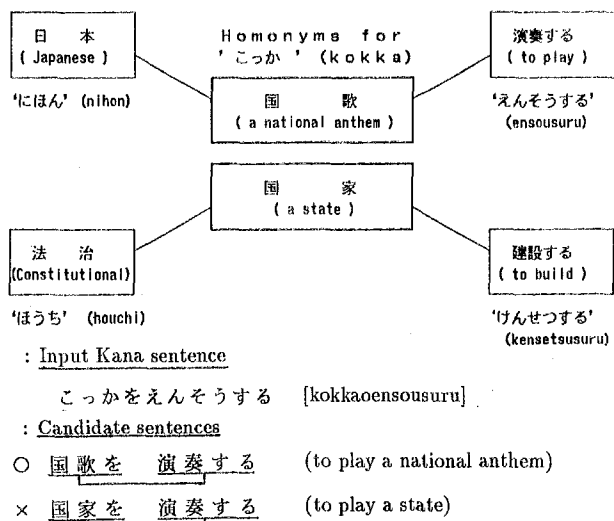 日本
( Japanese )
'にほん' (nihon)
Homonyms for
'こっか' (kokka)
国歌
( a national anthem )
演奏する
( to play )
'えんそうする'
(ensousuru)
国家
( a state )
法治
(Constitutional)
'ほうち' (houchi)
建設する
( to build )
'けんせつする'
(kensetsusuru)
: Input Kana sentence
こっかをえんそうする [kokkaoensousuru]
: Candidate sentences
○ 国歌を 演奏する (to play a national anthem)
× 国家を 演奏する (to play a state)